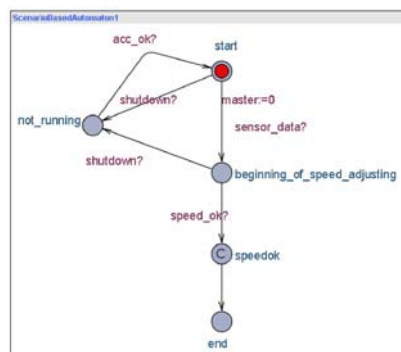 ScenarioBasedAutomaton1
acc_ok?
start
shutdown?
master:=0
not_running
sensor_data?
shutdown?
beginning_of_speed_adjusting
speed_ok?
C
speedok
end